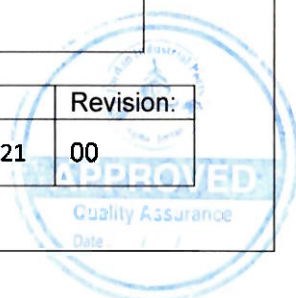 Revision:
21 00
APPROVED
Quality Assurance
Date / /